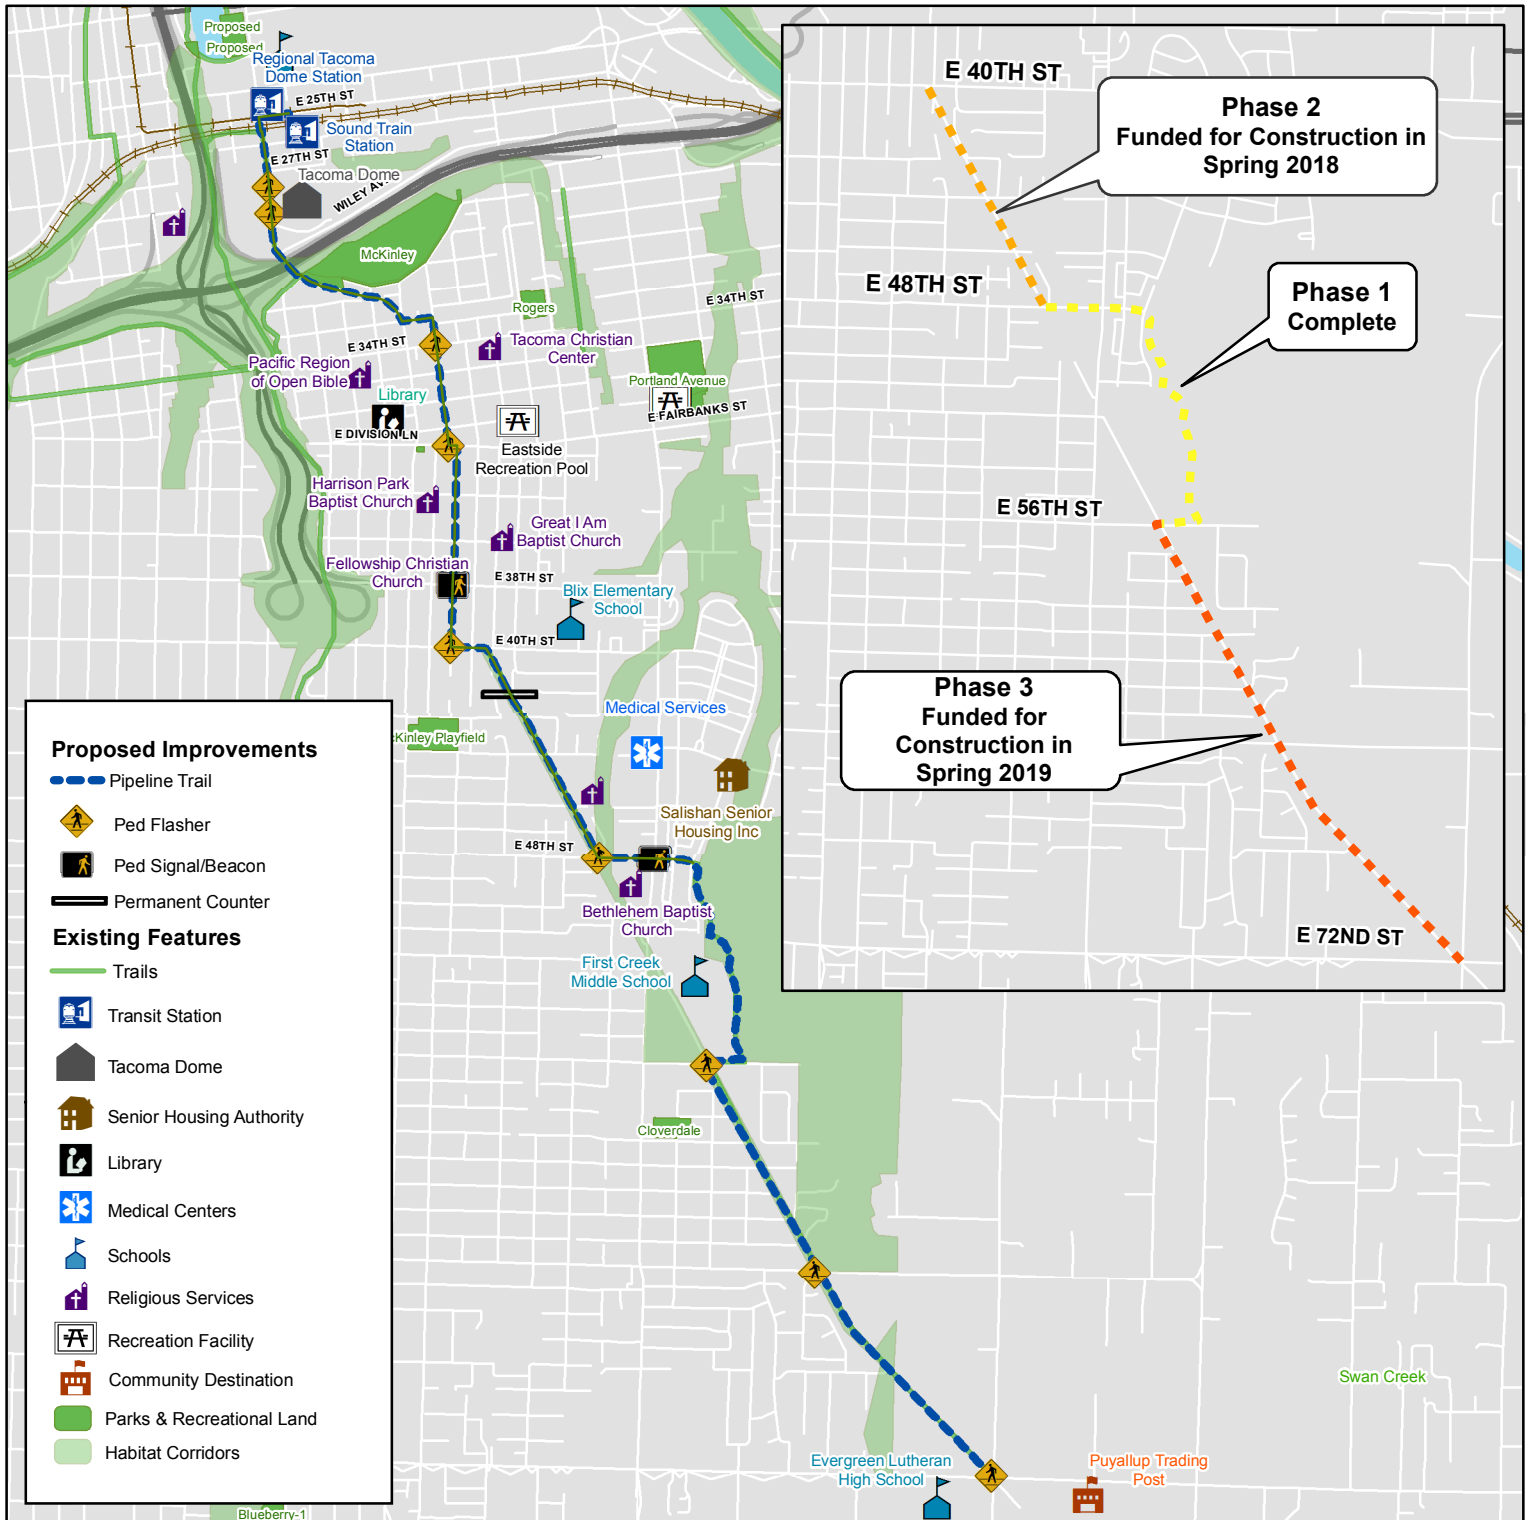 Proposed
Proposed
Regional Tacoma
Dome Station
E 25TH ST
Sound Train
Station
E 27TH ST
Tacoma Dome
WILEY AV
McKinley
Rogers
E 34TH ST
E 34TH ST
Tacoma Christian
Center
Pacific Region
of Open Bible
Library
Portland Avenue
E FAIRBANKS ST
E DIVISION LN
Eastside
Recreation Pool
Harrison Park
Baptist Church
Great I Am
Baptist Church
Fellowship Christian
Church
E 38TH ST
Blix Elementary
School
E 40TH ST
Medical Services
cKinley Playfield
Salishan Senior
Housing Inc
E 48TH ST
Bethlehem Baptist
Church
First Creek
Middle School
Cloverdale
Swan Creek
Evergreen Lutheran
High School
Puyallup Trading
Post
Blueberry-1
E 40TH ST
Phase 2
Funded for Construction in
Spring 2018
E 48TH ST
Phase 1
Complete
E 56TH ST
Phase 3
Funded for
Construction in
Spring 2019
E 72ND ST
Proposed Improvements
Pipeline Trail
Ped Flasher
Ped Signal/Beacon
Permanent Counter
Existing Features
Trails
Transit Station
Tacoma Dome
Senior Housing Authority
Library
Medical Centers
Schools
Religious Services
Recreation Facility
Community Destination
Parks & Recreational Land
Habitat Corridors